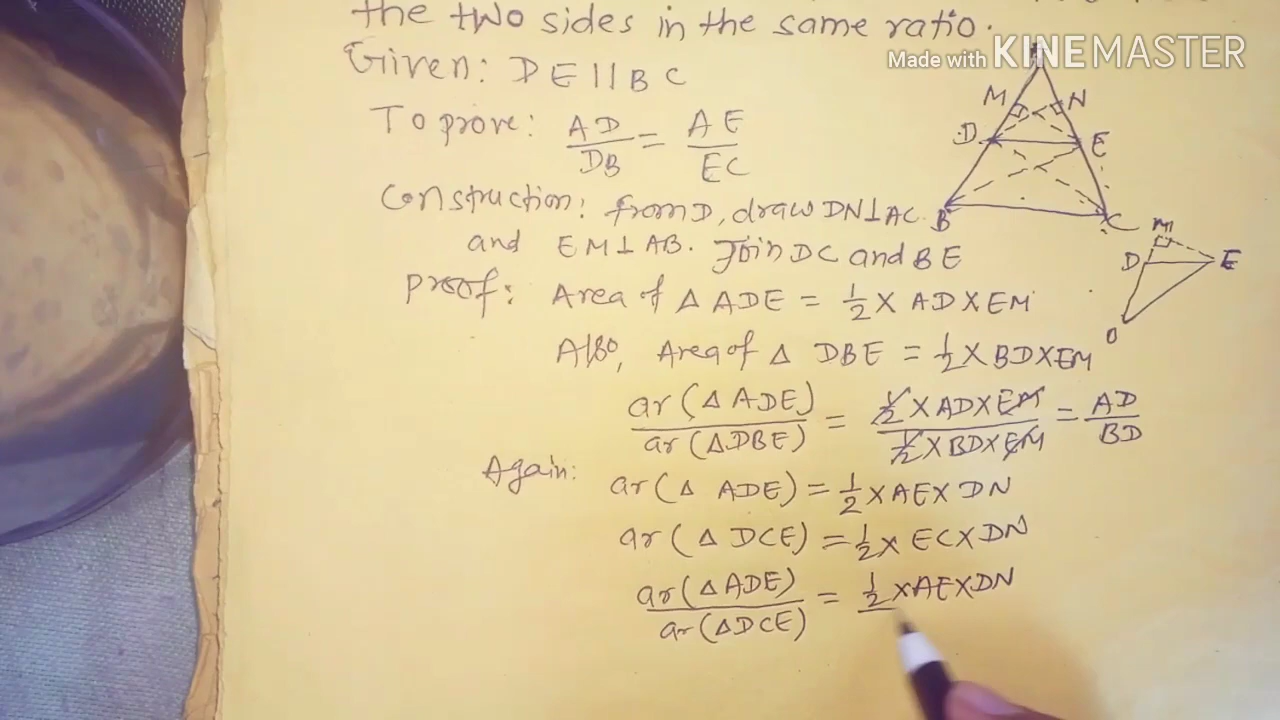 the two sides in the same ratio.
Made with KINEMASTER
Given: DE || BC
To prove: AD/DB = AE/EC
Construction: from D, draw DN ⊥ AC
and EM ⊥ AB. Join DC and BE
Proof: Area of △ ADE = 1/2 × AD × EM
Also, Area of △ DBE = 1/2 × BD × EM
ar(△ADE)/ar(△DBE) = 1/2 × AD × EM / 1/2 × BD × EM = AD/BD
Again: ar(△ ADE) = 1/2 × AE × DN
ar(△ DCE) = 1/2 × EC × DN
ar(△ADE)/ar(△DCE) = 1/2 × AE × DN
M N
D E
B C
M
D E